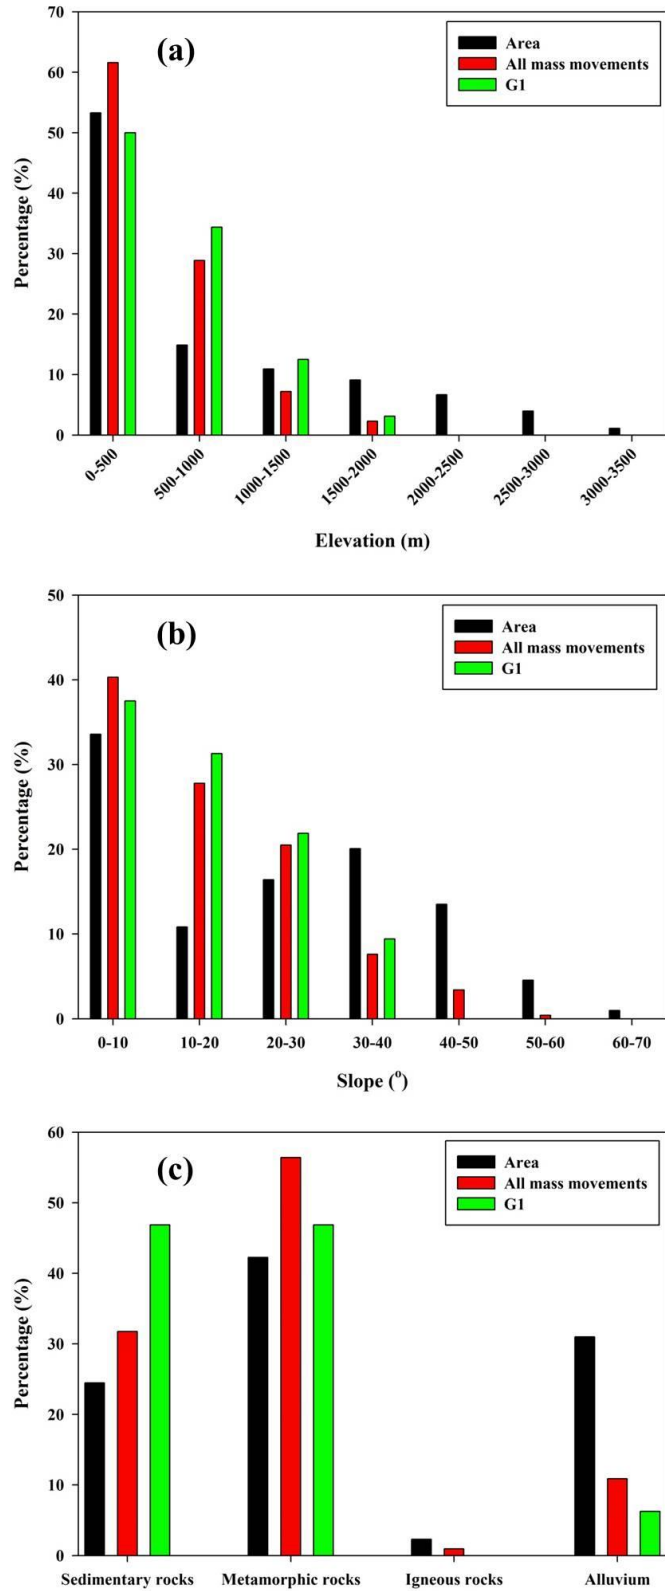 (a)
Area
All mass movements
G1
Percentage (%)
70
60
50
40
30
20
10
0
0-500
500-1000
1000-1500
1500-2000
2000-2500
2500-3000
3000-3500
Elevation (m)
(b)
Area
All mass movements
G1
Percentage (%)
50
40
30
20
10
0
0-10
10-20
20-30
30-40
40-50
50-60
60-70
Slope (°)
(c)
Area
All mass movements
G1
Percentage (%)
60
50
40
30
20
10
0
Sedimentary rocks
Metamorphic rocks
Igneous rocks
Alluvium